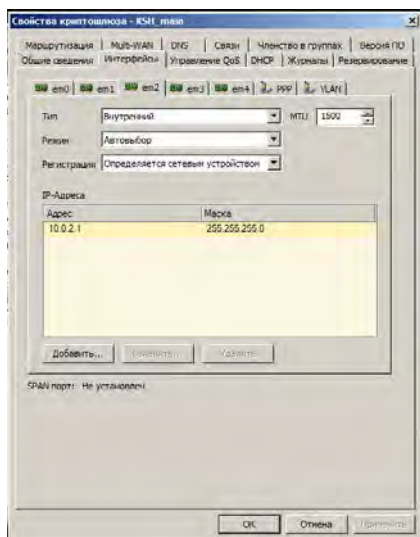 Свойства криптошлюза - KSH_main
Маршрутизация Multi-WAN DNS Связи Членство в группах Версия ПО
Общие сведения Интерфейсы Управление QoS DHCP Журналы Резервирование
em0 em1 em2 em3 em4 PPP VLAN
Тип Внутренний MTU: 1500
Режим Автовыбор
Регистрация Определяется сетевым устройством
IP-Адреса
Адрес Маска
10.0.2.1 255.255.255.0
Добавить... Изменить... Удалить
SPAN порт: Не установлен
ОК Отмена Применить